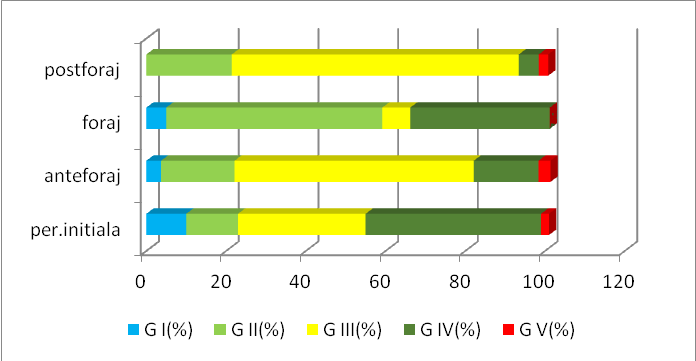 postforaj
foraj
anteforaj
per.initiala
0 20 40 60 80 100 120
G I(%) G II(%) G III(%) G IV(%) G V(%)